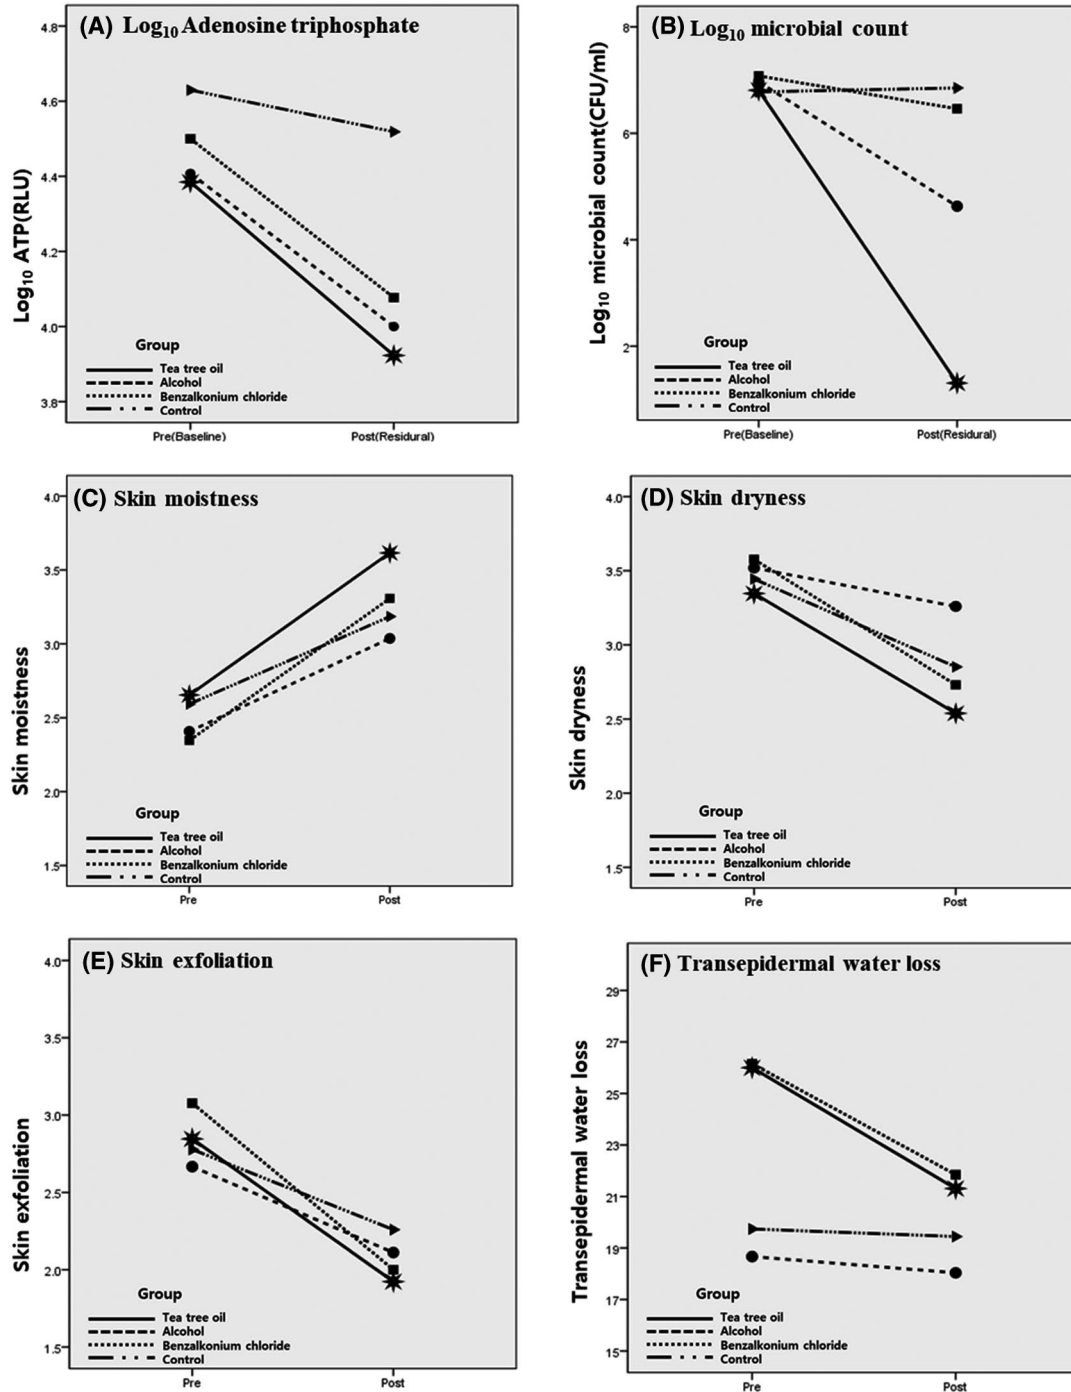 (A) Log₁₀ Adenosine triphosphate
4.8
4.6
4.4
4.2
4.0
3.8
Log₁₀ ATP(RLU)
Group
Tea tree oil
Alcohol
Benzalkonium chloride
Control
Pre(Baseline) Post(Residural)
(B) Log₁₀ microbial count
8
6
4
2
Log₁₀ microbial count(CFU/ml)
Group
Tea tree oil
Alcohol
Benzalkonium chloride
Control
Pre(Baseline) Post(Residural)
(C) Skin moistness
4.0
3.5
3.0
2.5
2.0
1.5
Skin moistness
Group
Tea tree oil
Alcohol
Benzalkonium chloride
Control
Pre Post
(D) Skin dryness
4.0
3.5
3.0
2.5
2.0
1.5
Skin dryness
Group
Tea tree oil
Alcohol
Benzalkonium chloride
Control
Pre Post
(E) Skin exfoliation
4.0
3.5
3.0
2.5
2.0
1.5
Skin exfoliation
Group
Tea tree oil
Alcohol
Benzalkonium chloride
Control
Pre Post
(F) Transepidermal water loss
29
27
25
23
21
19
17
15
Transepidermal water loss
Group
Tea tree oil
Alcohol
Benzalkonium chloride
Control
Pre Post